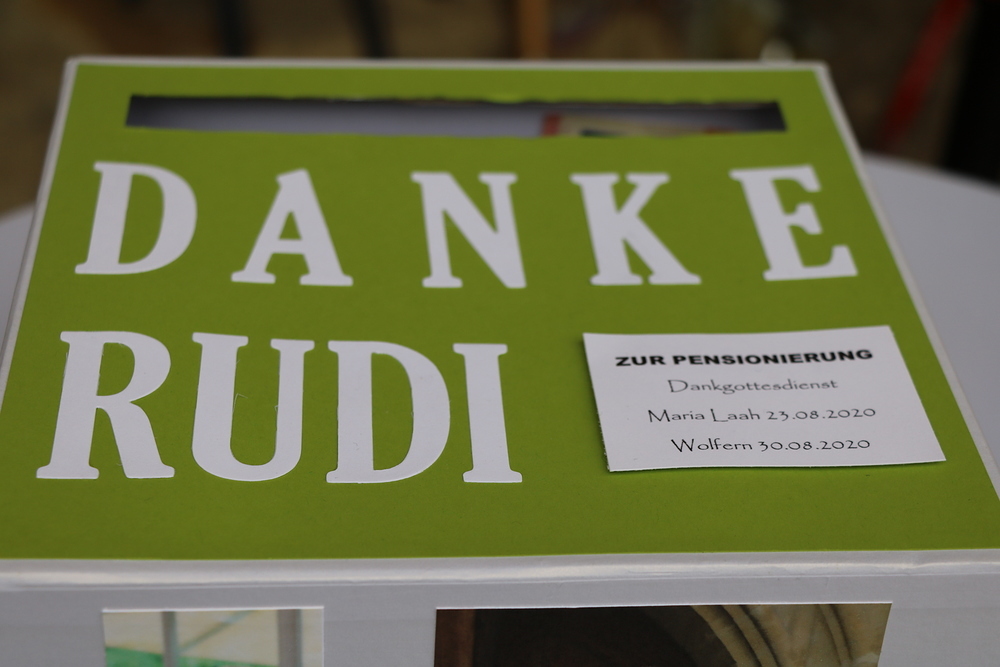 DANKE
RUDI
ZUR PENSIONIERUNG
Dankgottesdienst
Maria Laah 23.08.2020
Wolfern 30.08.2020